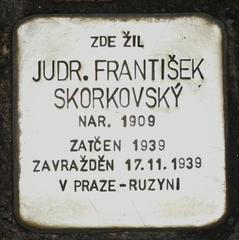 ZDE ŽIL
JUDR. FRANTIŠEK
SKORKOVSKÝ
NAR. 1909
ZATČEN 1939
ZAVRAŽDĚN 17.11.1939
V PRAZE-RUZYNI